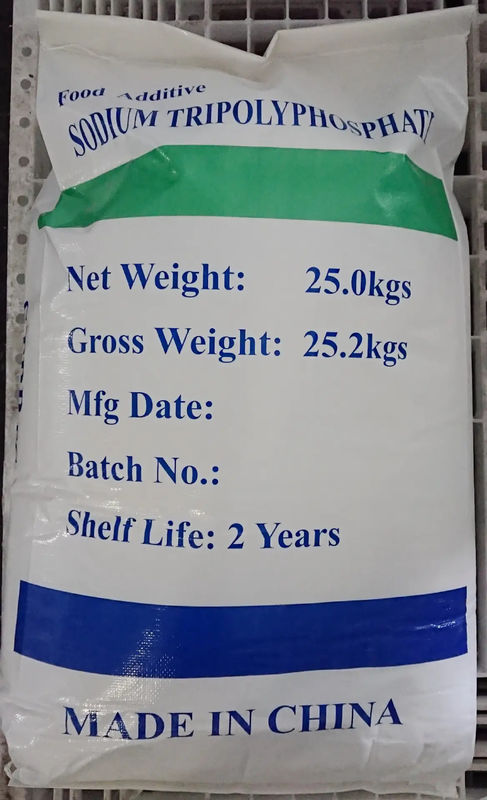 Food Additive
SODIUM TRIPOLYPHOSPHAT
Net Weight: 25.0kgs
Gross Weight: 25.2kgs
Mfg Date:
Batch No.:
Shelf Life: 2 Years
MADE IN CHINA